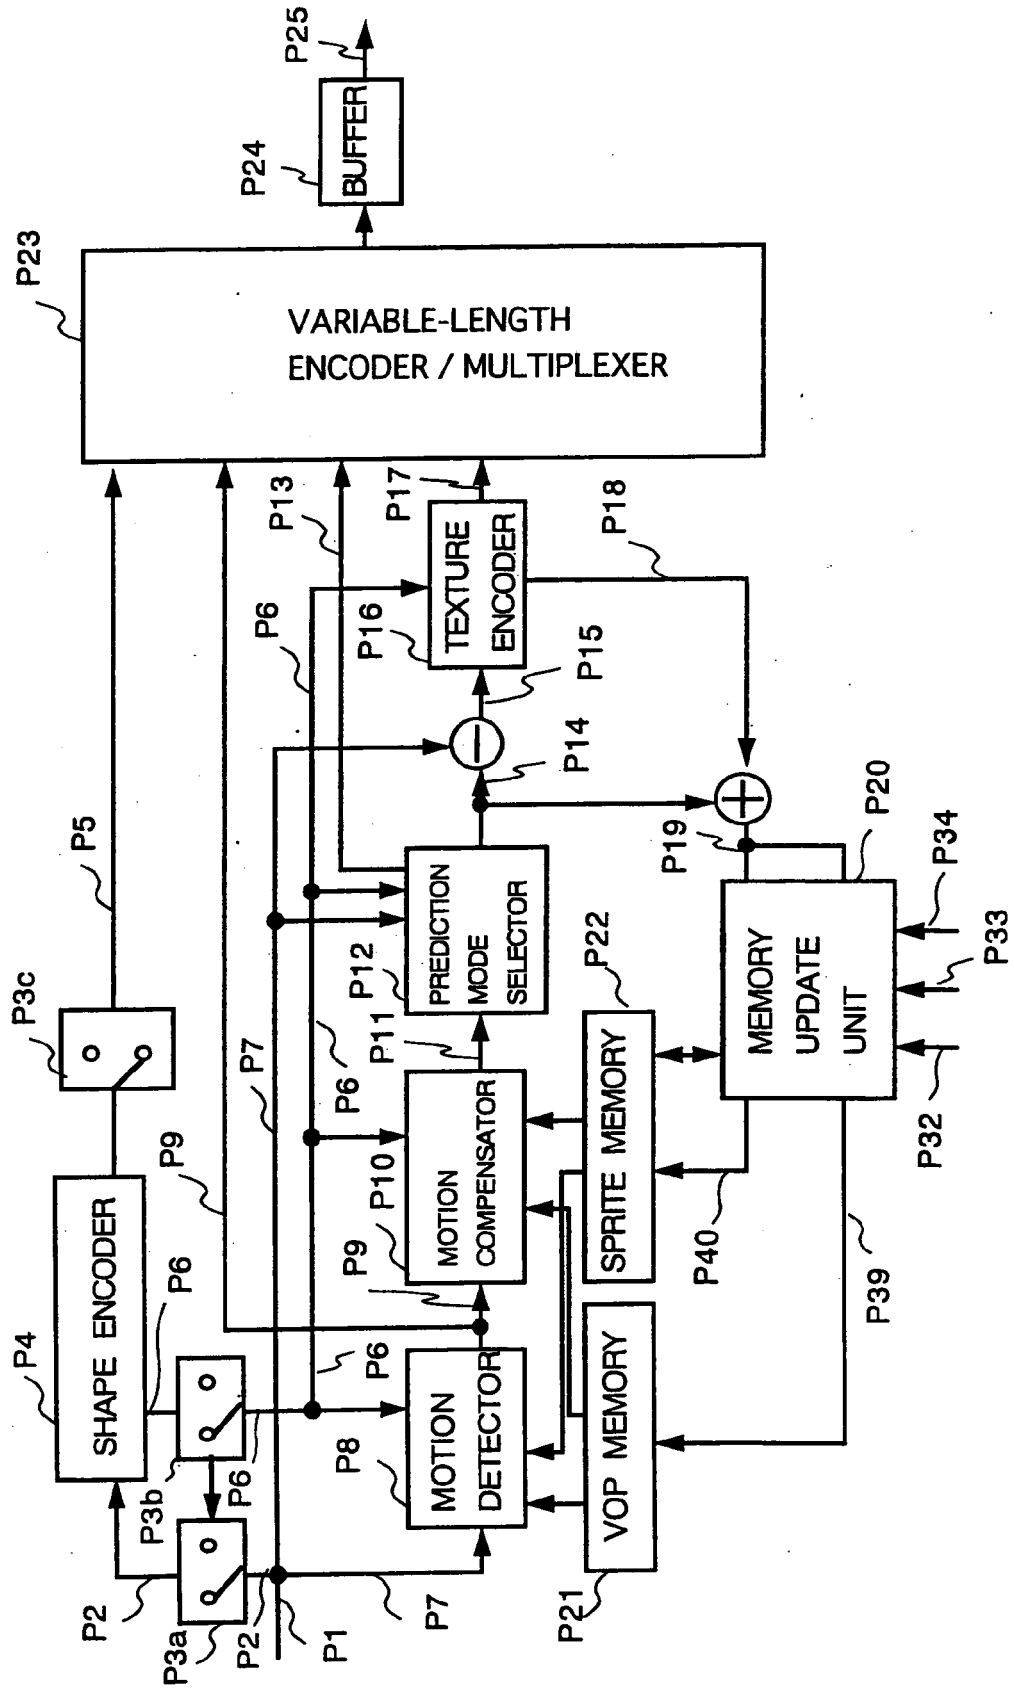 P25
P24
BUFFER
P23
VARIABLE-LENGTH
ENCODER / MULTIPLEXER
P13
P17
P18
P6
P16
TEXTURE
ENCODER
P15
P14
P5
P19
P20
P34
P33
P32
P3c
P12
PREDICTION
MODE
SELECTOR
P22
MEMORY
UPDATE
UNIT
P7
P6
P11
P9
P10
MOTION
COMPENSATOR
SPRITE MEMORY
P40
P39
P4
SHAPE ENCODER
P6
P9
P6
P8
MOTION
DETECTOR
VOP MEMORY
P3b
P6
P2
P3a
P2
P1
P7
P21